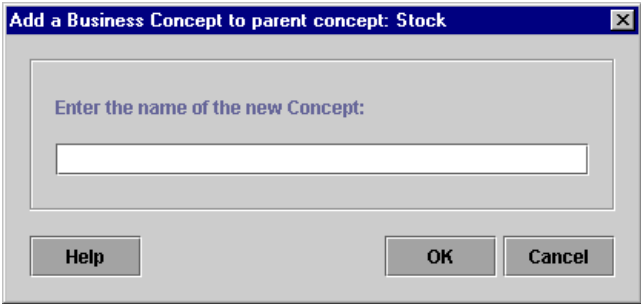 Add a Business Concept to parent concept: Stock
Enter the name of the new Concept:
Help OK Cancel